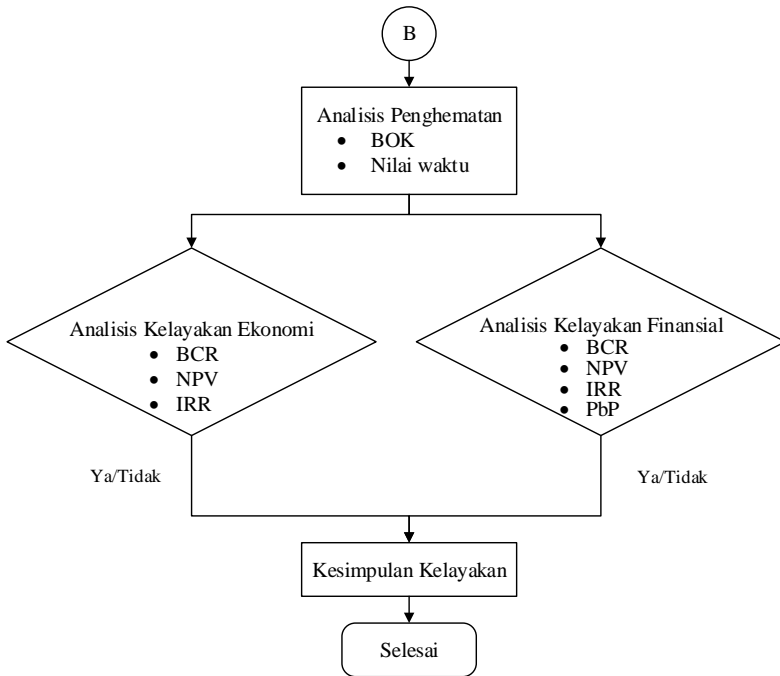 B
Analisis Penghematan
● BOK
● Nilai waktu
Analisis Kelayakan Ekonomi
● BCR
● NPV
● IRR
Analisis Kelayakan Finansial
● BCR
● NPV
● IRR
● PbP
Ya/Tidak
Ya/Tidak
Kesimpulan Kelayakan
Selesai